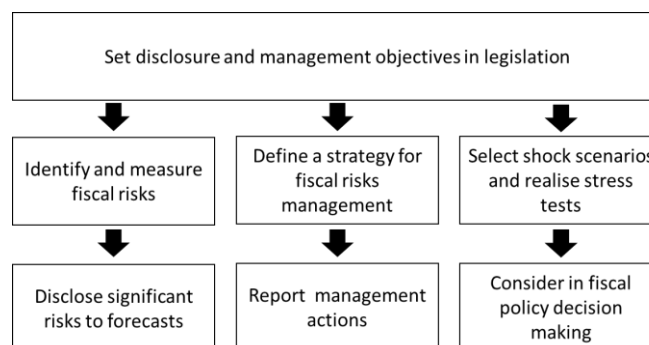 Set disclosure and management objectives in legislation
Identify and measure
fiscal risks
Define a strategy for
fiscal risks
management
Select shock scenarios
and realise stress
tests
Disclose significant
risks to forecasts
Report management
actions
Consider in fiscal
policy decision
making